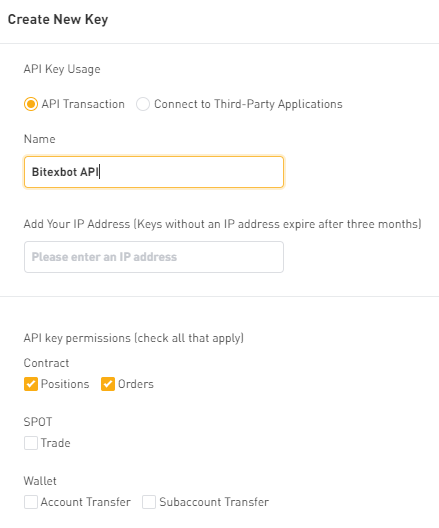 Create New Key
API Key Usage
API Transaction Connect to Third-Party Applications
Name
Bitexbot API
Add Your IP Address (Keys without an IP address expire after three months)
Please enter an IP address
API key permissions (check all that apply)
Contract
Positions Orders
SPOT
Trade
Wallet
Account Transfer Subaccount Transfer